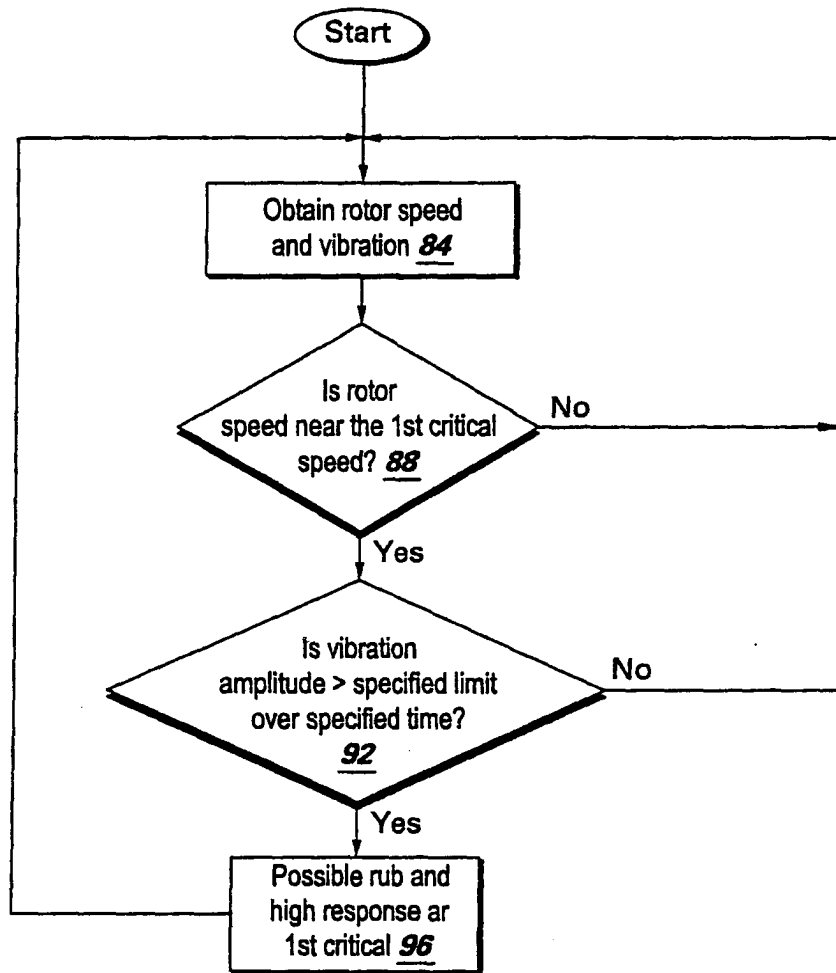 Start
Obtain rotor speed
and vibration 84
Is rotor
speed near the 1st critical
speed? 88
No
Yes
Is vibration
amplitude > specified limit
over specified time?
92
No
Yes
Possible rub and
high response ar
1st critical 96